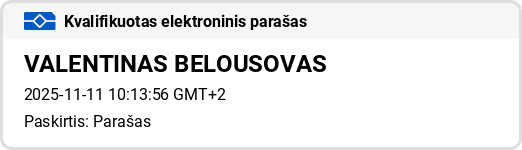 Kvalifikuotas elektroninis parašas
VALENTINAS BELOUSOVAS
2025-11-11 10:13:56 GMT+2
Paskirtis: Parašas